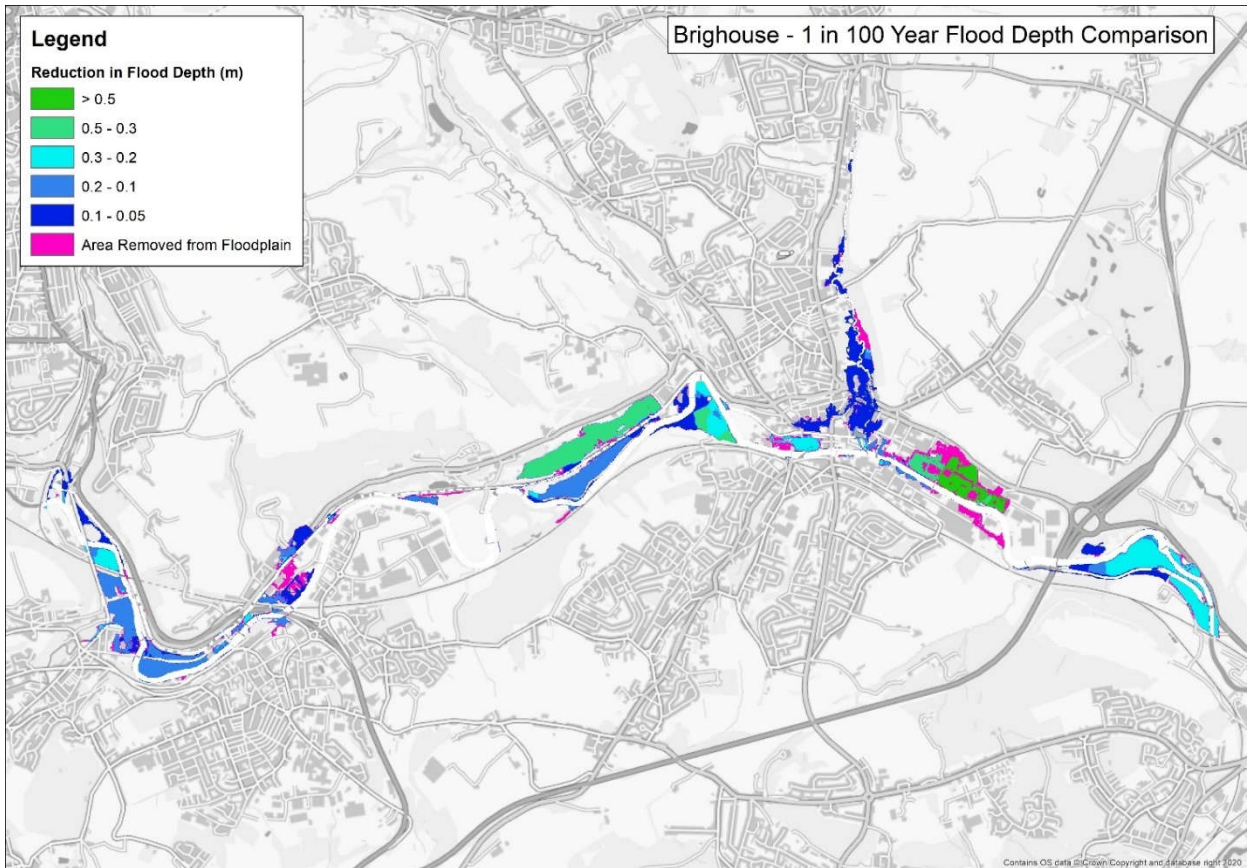 Brighouse - 1 in 100 Year Flood Depth Comparison
Legend
Reduction in Flood Depth (m)
> 0.5
0.5 - 0.3
0.3 - 0.2
0.2 - 0.1
0.1 - 0.05
Area Removed from Floodplain
Contains OS data © Crown Copyright and database right 2020